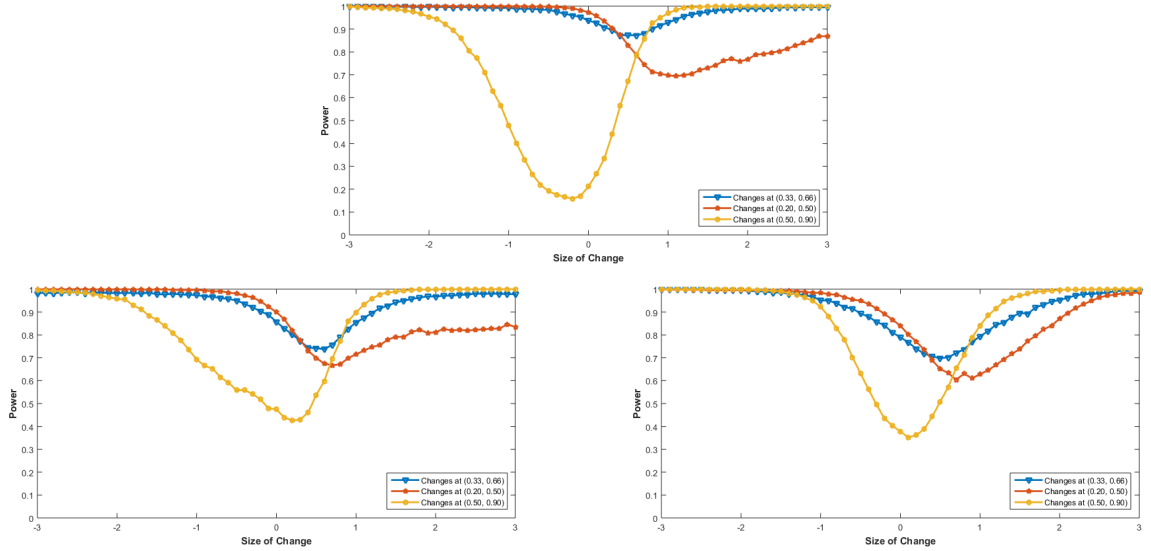 1
0.9
0.8
0.7
0.6
0.5
0.4
0.3
0.2
0.1
0
Power
-3 -2 -1 0 1 2 3
Size of Change
Changes at (0.33, 0.66)
Changes at (0.20, 0.50)
Changes at (0.50, 0.90)
1
0.9
0.8
0.7
0.6
0.5
0.4
0.3
0.2
0.1
0
Power
-3 -2 -1 0 1 2 3
Size of Change
Changes at (0.33, 0.66)
Changes at (0.20, 0.50)
Changes at (0.50, 0.90)
1
0.9
0.8
0.7
0.6
0.5
0.4
0.3
0.2
0.1
0
Power
-3 -2 -1 0 1 2 3
Size of Change
Changes at (0.33, 0.66)
Changes at (0.20, 0.50)
Changes at (0.50, 0.90)